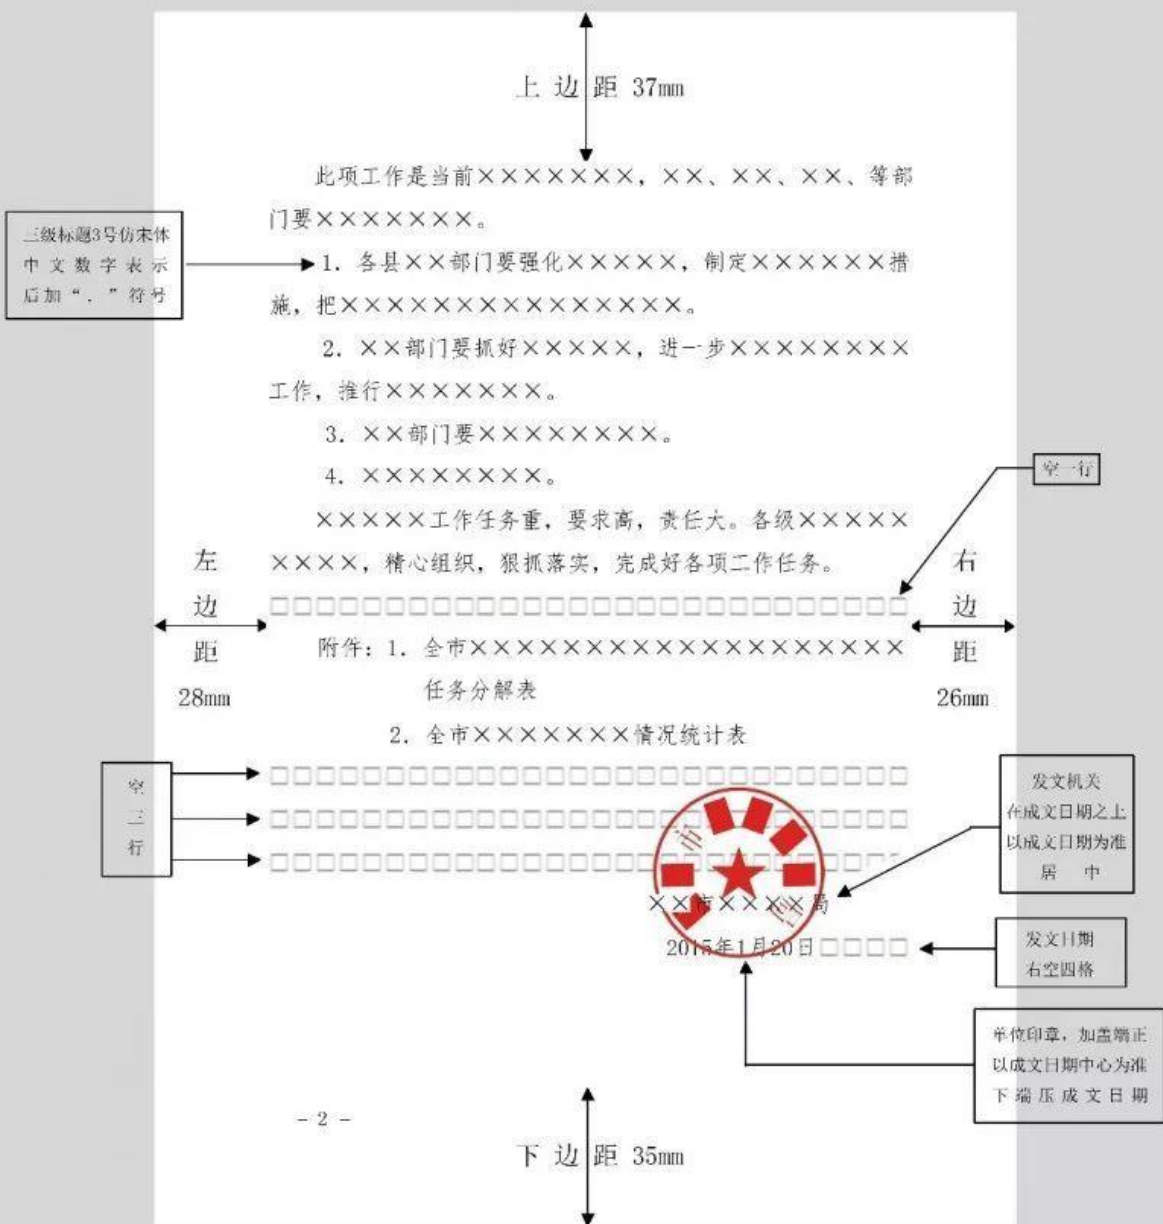 上边距 37mm
此项工作是当前×××××××，××、××、××、等部
门要×××××××。
三级标题3号仿宋体
中文数字表示
后加“．”符号
1．各县××部门要强化×××××，制定××××××措
施，把×××××××××××××××。
2．××部门要抓好×××××，进一步××××××××
工作，推行×××××××。
3．××部门要××××××××。
4．××××××××。
空一行
×××××工作任务重，要求高，责任大。各级×××××
××××，精心组织，狠抓落实，完成好各项工作任务。
左边距
28mm
右边距
26mm
□□□□□□□□□□□□□□□□□□□□□□□□□□□□
附件：1．全市×××××××××××××××××××
任务分解表
2．全市×××××××情况统计表
空三行
□□□□□□□□□□□□□□□□□□□□□□□□□□□□
□□□□□□□□□□□□□□□□□□□□□□□□□□□□
□□□□□□□□□□□□□□□□□□□□□□□□□□□□
发文机关
在成文日期之上
以成文日期为准
居中
市
××市××××局
2015年1月20日□□□□
发文日期
右空四格
单位印章，加盖端正
以成文日期中心为准
下端压成文日期
- 2 -
下边距 35mm